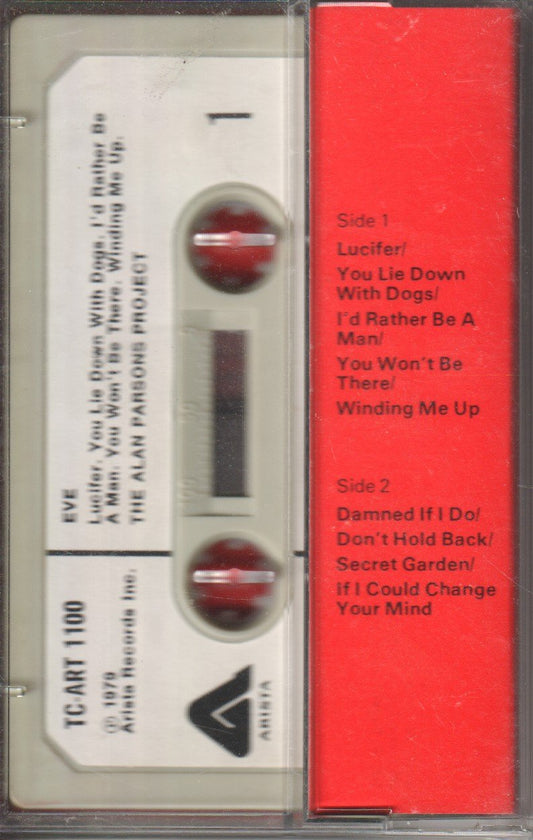 1
EVE
Lucifer. You Lie Down With Dogs. I'd Rather Be
A Man. You Won't Be There. Winding Me Up.
THE ALAN PARSONS PROJECT
TC-ART 1100
℗ 1979
Arista Records Inc.
ARISTA
Side 1
Lucifer/
You Lie Down
With Dogs/
I'd Rather Be A
Man/
You Won't Be
There/
Winding Me Up
Side 2
Damned If I Do/
Don't Hold Back/
Secret Garden/
if I Could Change
Your Mind